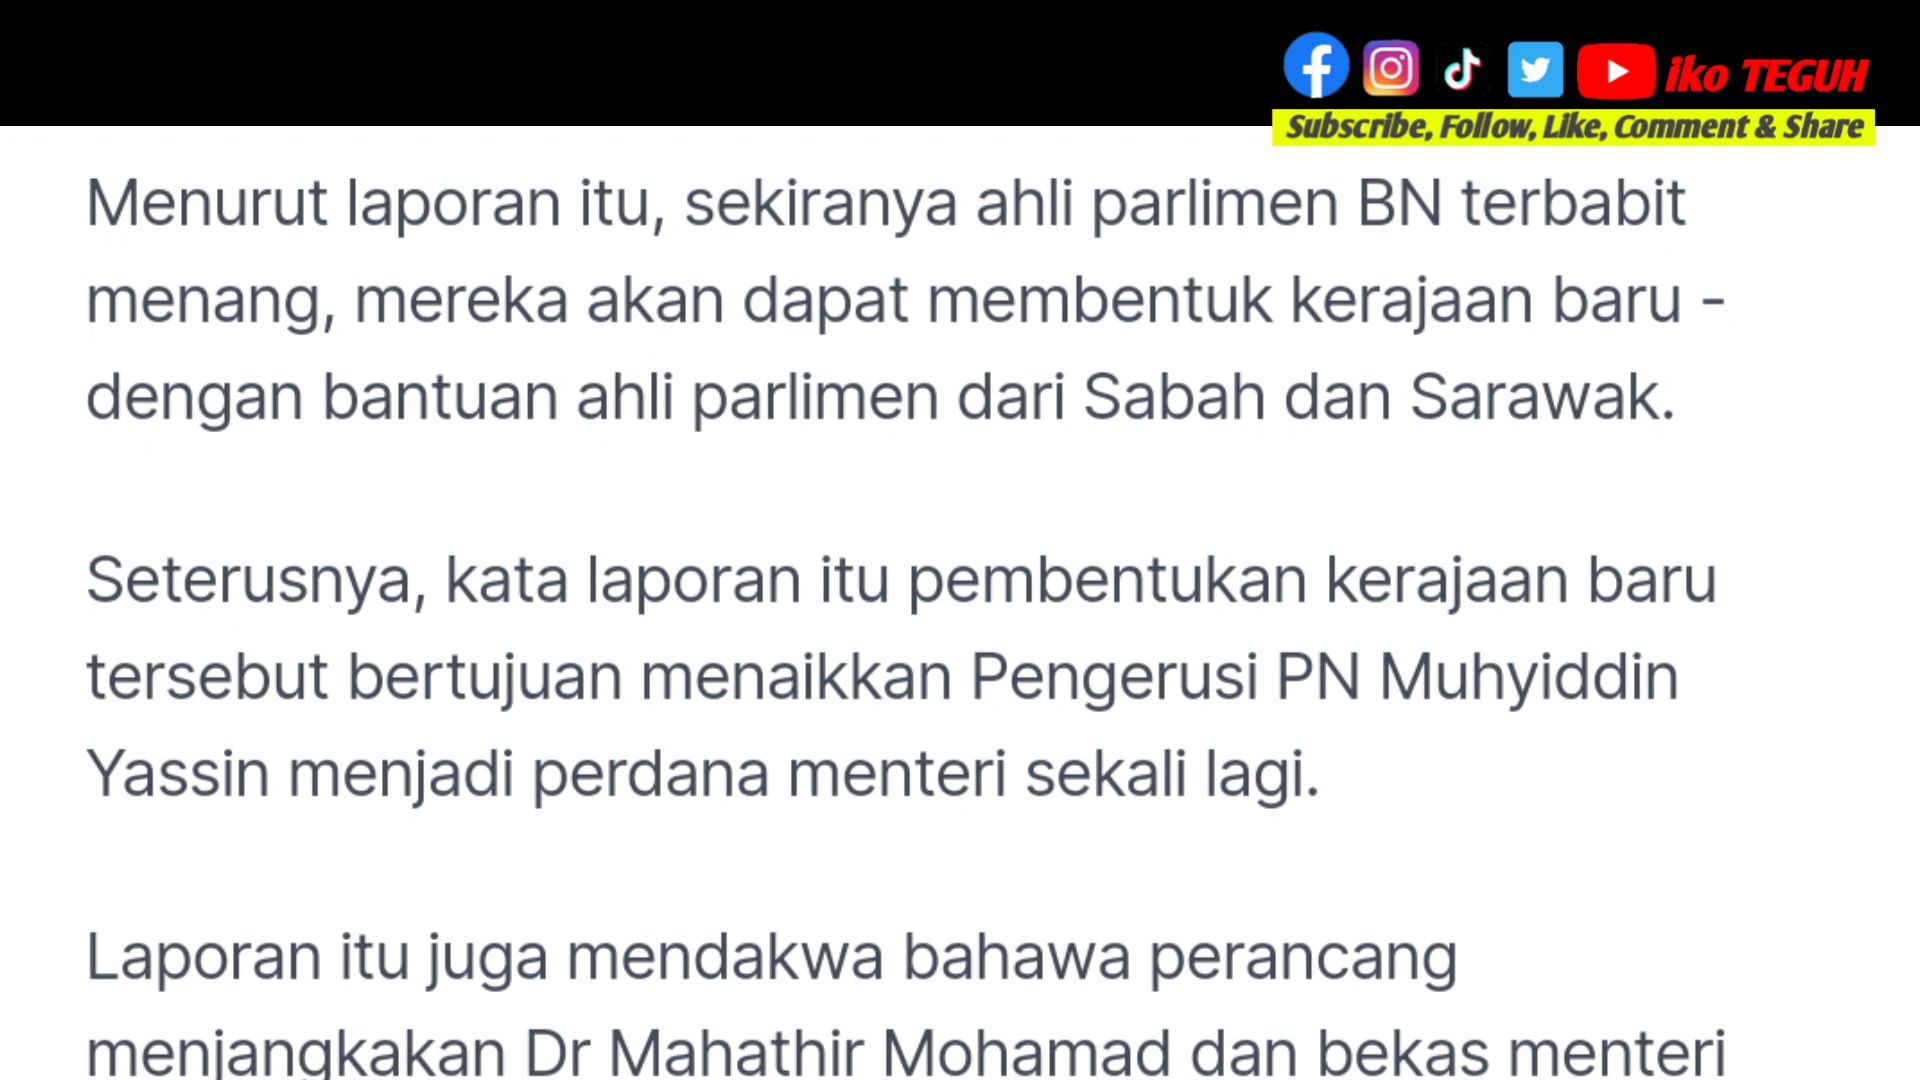 iko TEGUH
Subscribe, Follow, Like, Comment & Share
Menurut laporan itu, sekiranya ahli parlimen BN terbabit
menang, mereka akan dapat membentuk kerajaan baru -
dengan bantuan ahli parlimen dari Sabah dan Sarawak.
Seterusnya, kata laporan itu pembentukan kerajaan baru
tersebut bertujuan menaikkan Pengerusi PN Muhyiddin
Yassin menjadi perdana menteri sekali lagi.
Laporan itu juga mendakwa bahawa perancang
menjangkakan Dr Mahathir Mohamad dan bekas menteri